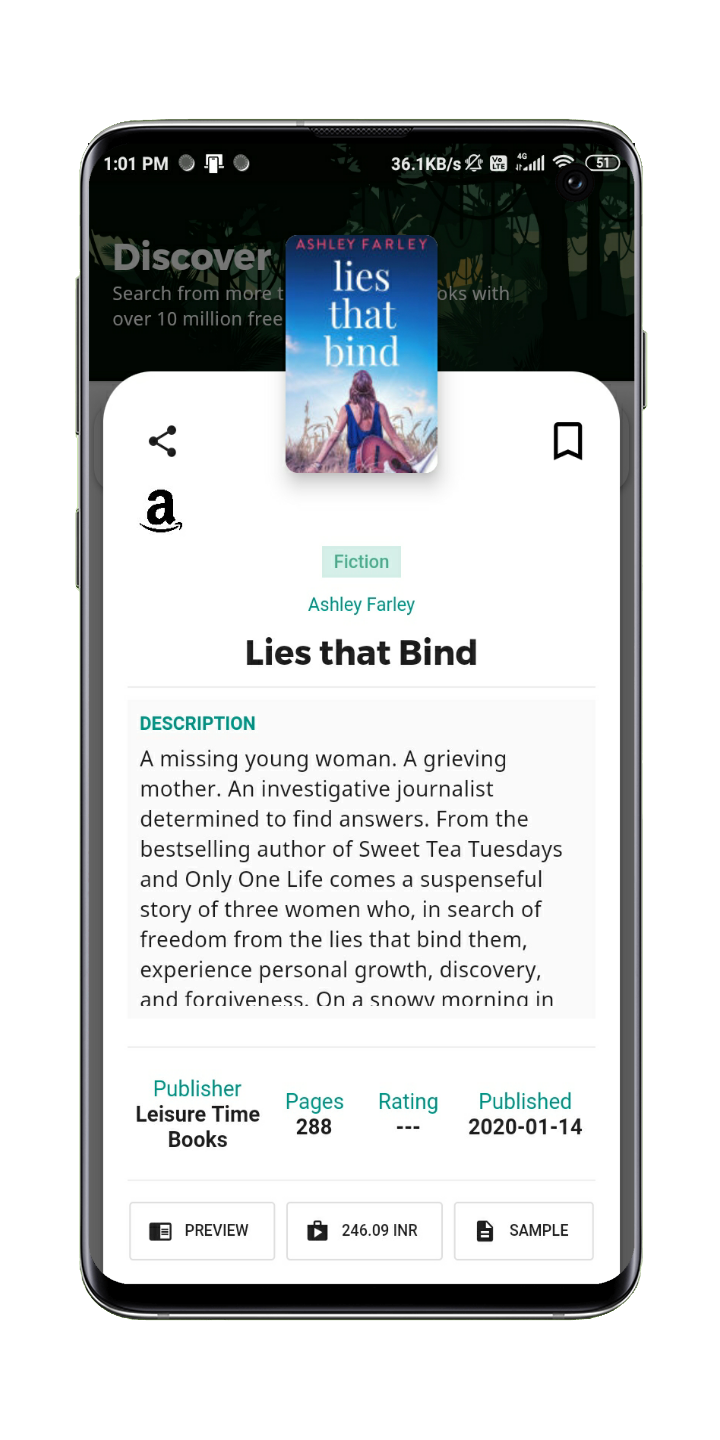 1:01 PM 36.1KB/s Vo LTE 4G 51
Discover
Search from more t oks with
over 10 million free
ASHLEY FARLEY
lies
that
bind
a
Fiction
Ashley Farley
Lies that Bind
DESCRIPTION
A missing young woman. A grieving
mother. An investigative journalist
determined to find answers. From the
bestselling author of Sweet Tea Tuesdays
and Only One Life comes a suspenseful
story of three women who, in search of
freedom from the lies that bind them,
experience personal growth, discovery,
and forgiveness. On a snowy morning in
Publisher Pages Rating Published
Leisure Time Books 288 --- 2020-01-14
PREVIEW 246.09 INR SAMPLE